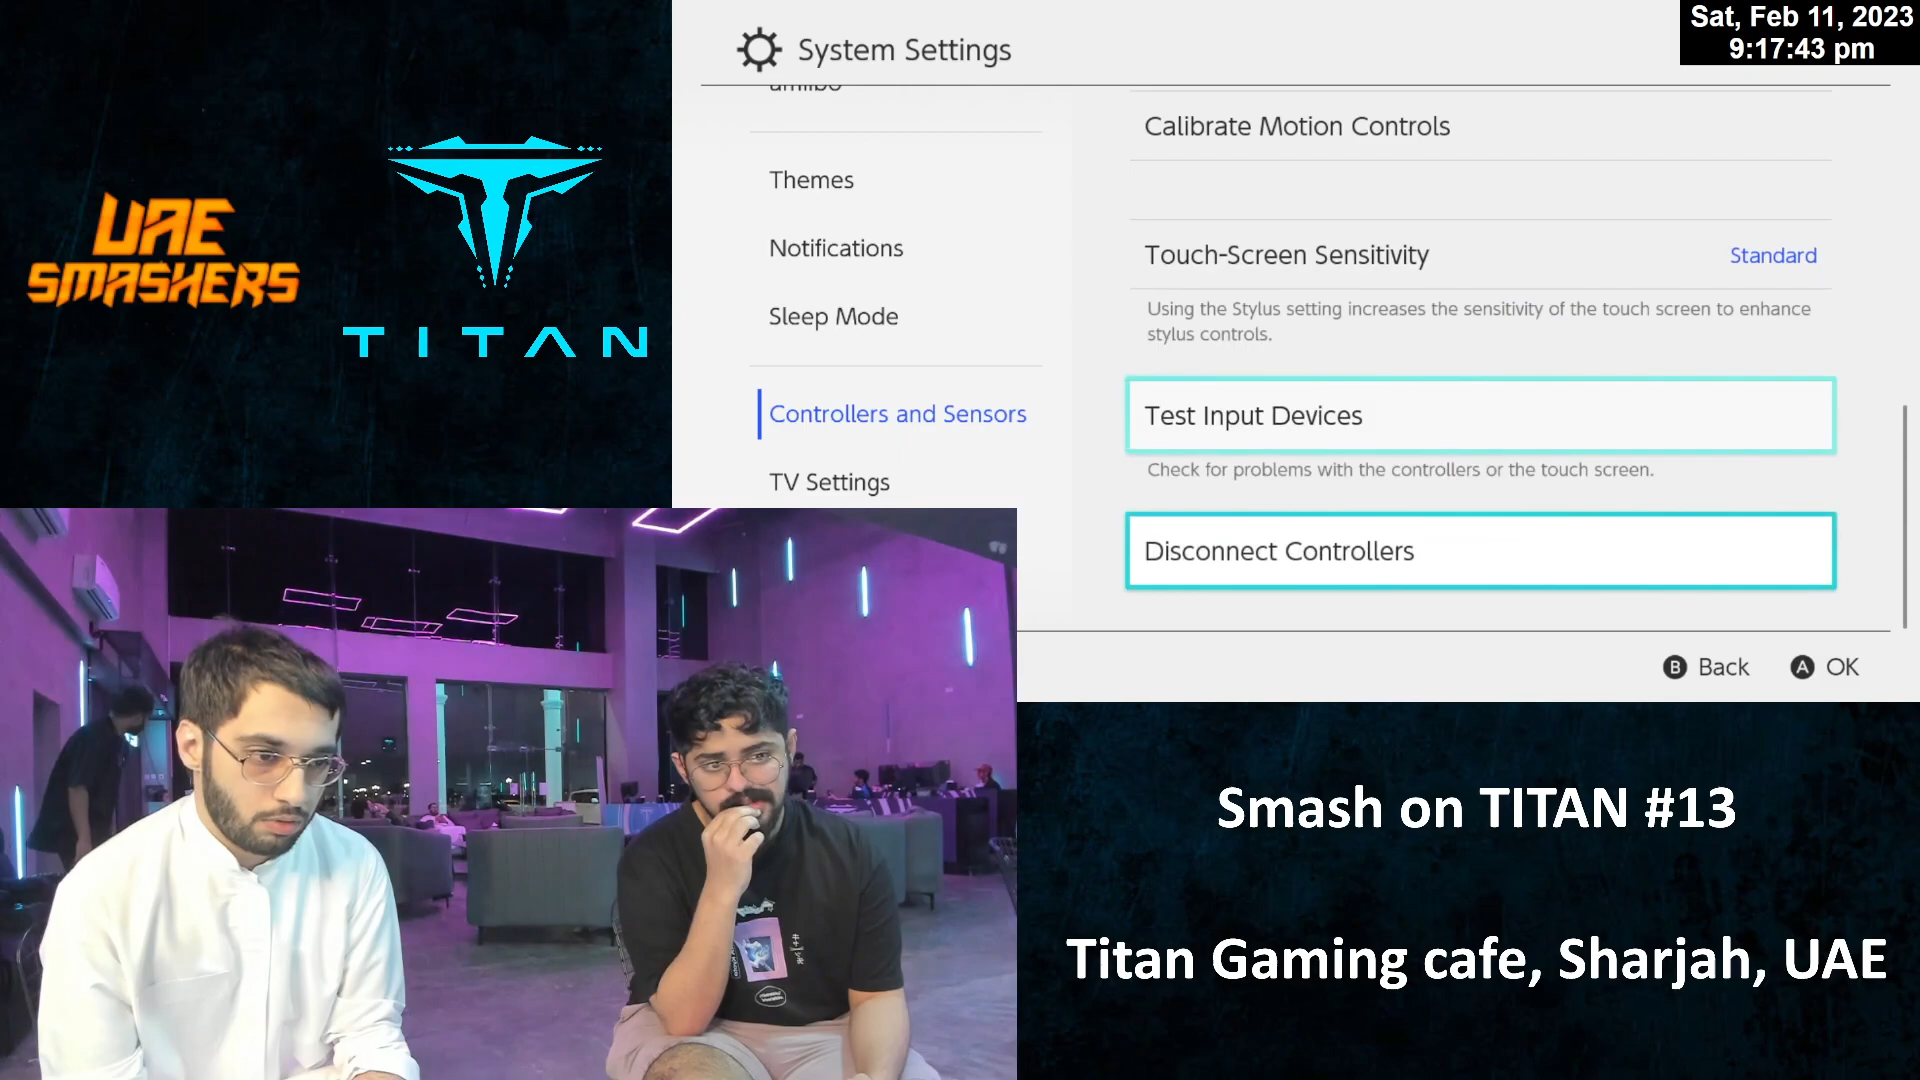 UAE
SMASHERS
TITAN
System Settings
Sat, Feb 11, 2023
9:17:43 pm
amiibo
Themes
Notifications
Sleep Mode
Controllers and Sensors
TV Settings
Calibrate Motion Controls
Touch-Screen Sensitivity
Standard
Using the Stylus setting increases the sensitivity of the touch screen to enhance
stylus controls.
Test Input Devices
Check for problems with the controllers or the touch screen.
Disconnect Controllers
B Back
A OK
Smash on TITAN #13
Titan Gaming cafe, Sharjah, UAE